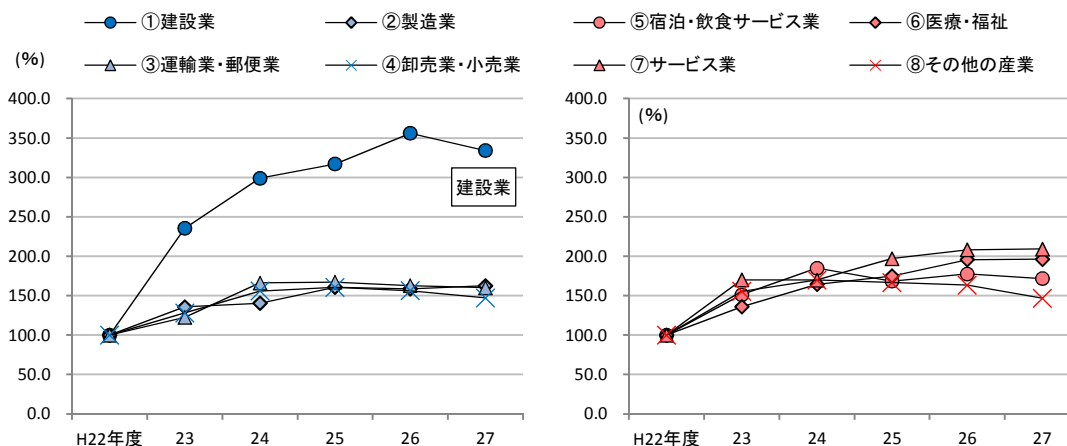 ①建設業
②製造業
③運輸業・郵便業
④卸売業・小売業
(%)
400.0
350.0
300.0
250.0
200.0
150.0
100.0
50.0
0.0
建設業
H22年度 23 24 25 26 27
⑤宿泊・飲食サービス業
⑥医療・福祉
⑦サービス業
⑧その他の産業
(%)
400.0
350.0
300.0
250.0
200.0
150.0
100.0
50.0
0.0
H22年度 23 24 25 26 27